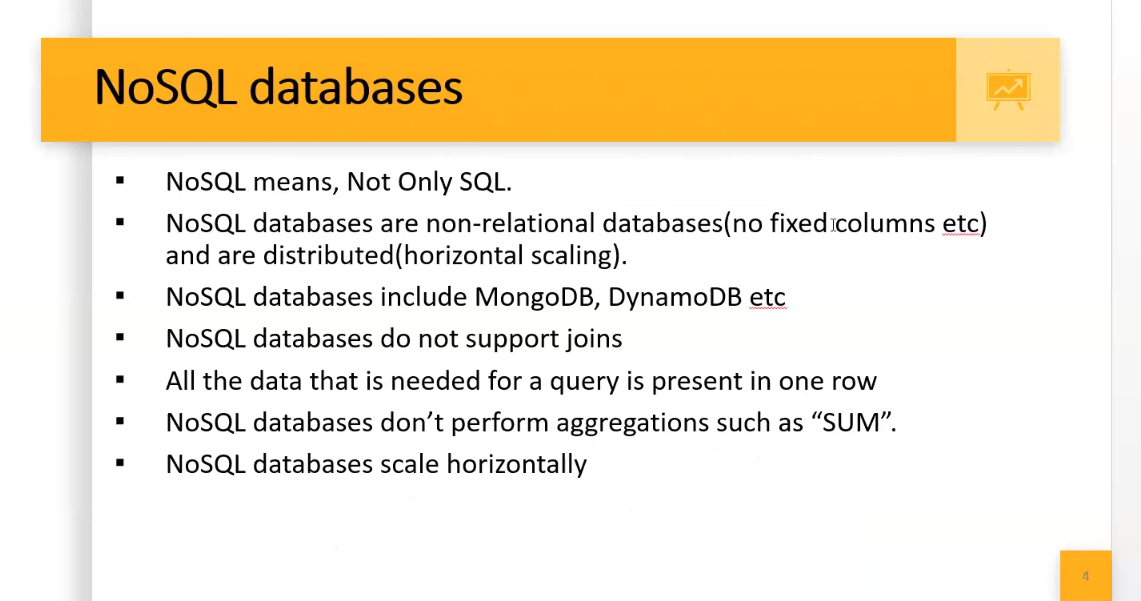 NoSQL databases
▪ NoSQL means, Not Only SQL.
▪ NoSQL databases are non-relational databases(no fixed columns etc)
and are distributed(horizontal scaling).
▪ NoSQL databases include MongoDB, DynamoDB etc
▪ NoSQL databases do not support joins
▪ All the data that is needed for a query is present in one row
▪ NoSQL databases don’t perform aggregations such as “SUM”.
▪ NoSQL databases scale horizontally
4